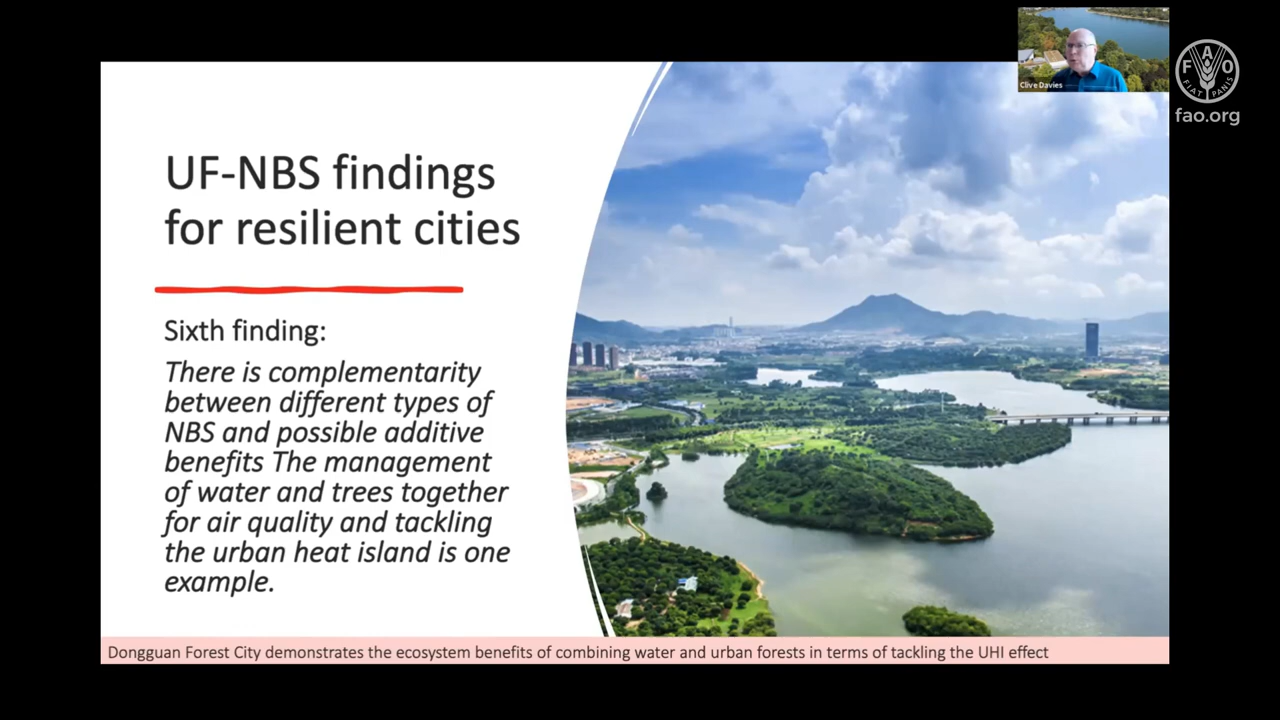 Clive Davies
F A O
FIAT PANIS
fao.org
UF-NBS findings
for resilient cities
Sixth finding:
There is complementarity
between different types of
NBS and possible additive
benefits The management
of water and trees together
for air quality and tackling
the urban heat island is one
example.
Dongguan Forest City demonstrates the ecosystem benefits of combining water and urban forests in terms of tackling the UHI effect